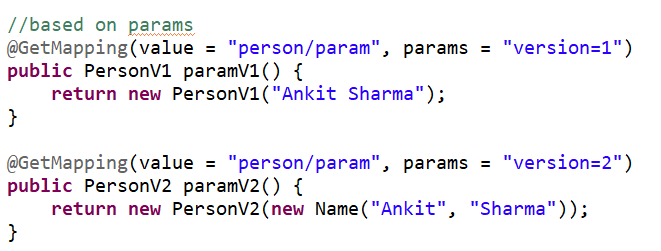 //based on params
@GetMapping(value = "person/param", params = "version=1")
public PersonV1 paramV1() {
    return new PersonV1("Ankit Sharma");
}

@GetMapping(value = "person/param", params = "version=2")
public PersonV2 paramV2() {
    return new PersonV2(new Name("Ankit", "Sharma"));
}